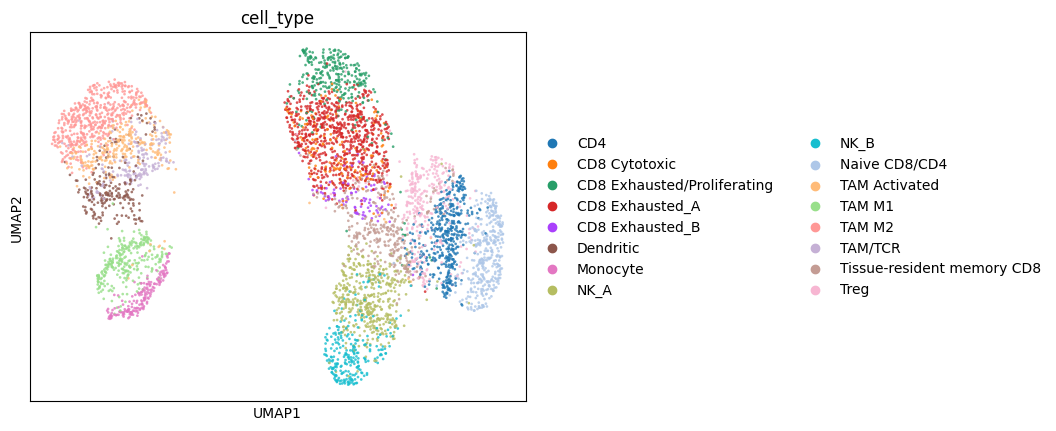 cell_type
UMAP2
UMAP1
CD4
CD8 Cytotoxic
CD8 Exhausted/Proliferating
CD8 Exhausted_A
CD8 Exhausted_B
Dendritic
Monocyte
NK_A
NK_B
Naive CD8/CD4
TAM Activated
TAM M1
TAM M2
TAM/TCR
Tissue-resident memory CD8
Treg